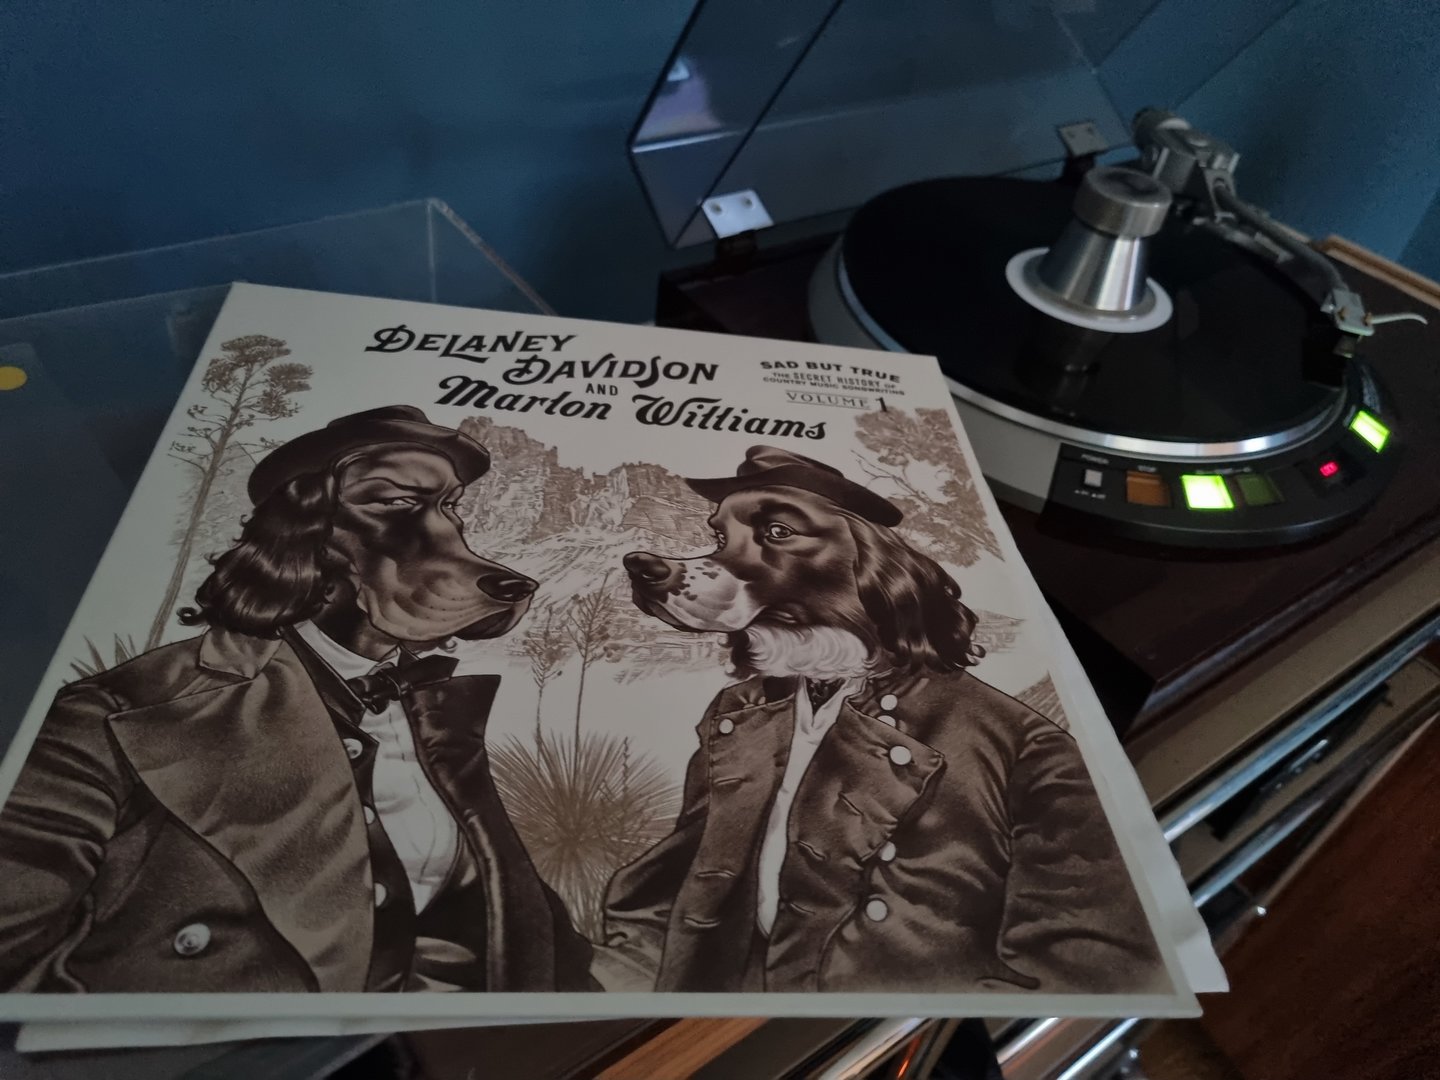 DELANEY
DAVIDSON
AND
Marlon Williams
SAD BUT TRUE
THE SECRET HISTORY OF
COUNTRY MUSIC SONGWRITING
VOLUME 1
POWER
STOP